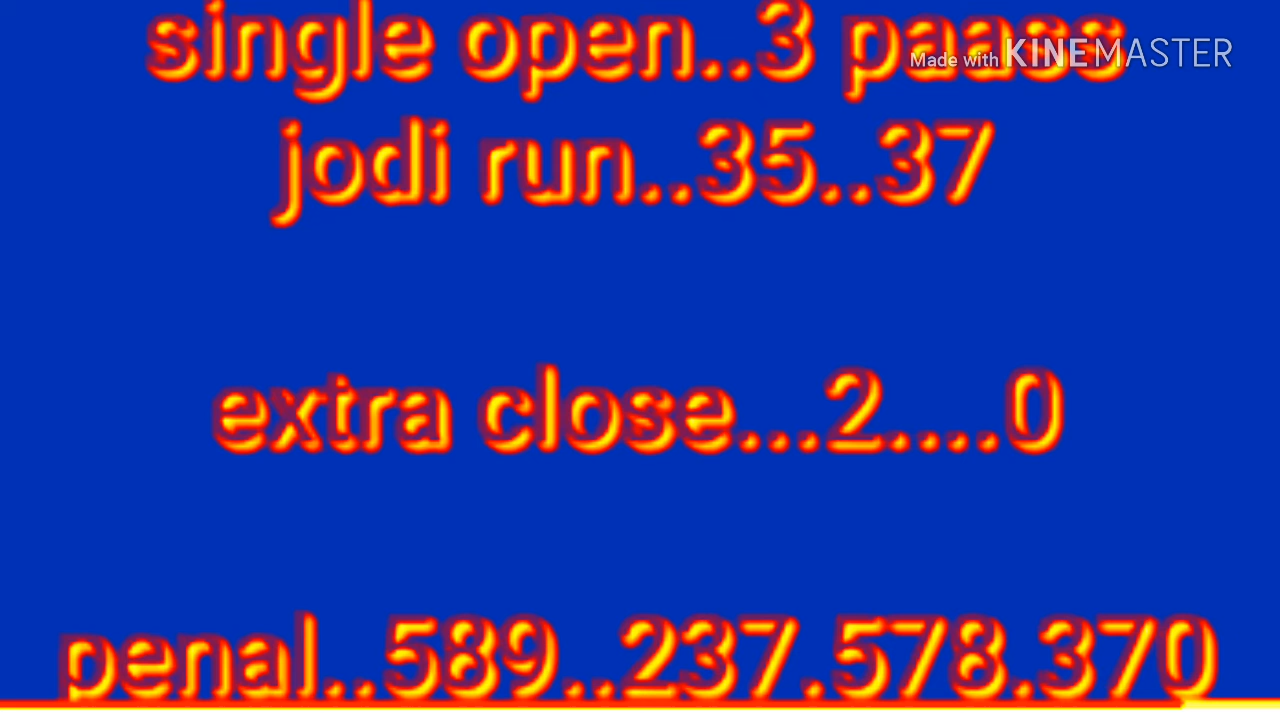 single open..3 paass
Made with KINEMASTER
jodi run..35..37
extra close...2....0
penal..589..237.578.370